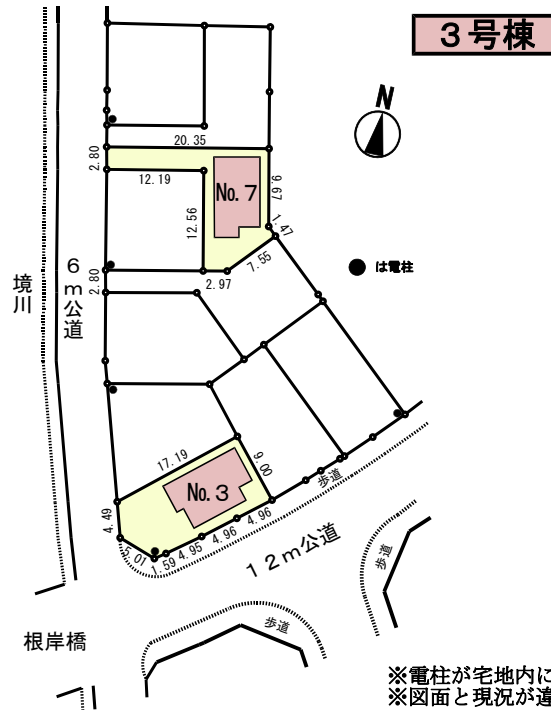 3号棟
N
20.35
2.80
12.19
No.7
9.67
12.56
1.47
7.55
2.97
2.80
境川
6m公道
は電柱
17.19
9.00
No.3
4.49
5.01
1.59
4.95
4.96
4.96
歩道
12m公道
歩道
根岸橋
歩道
※電柱が宅地内に
※図面と現況が違